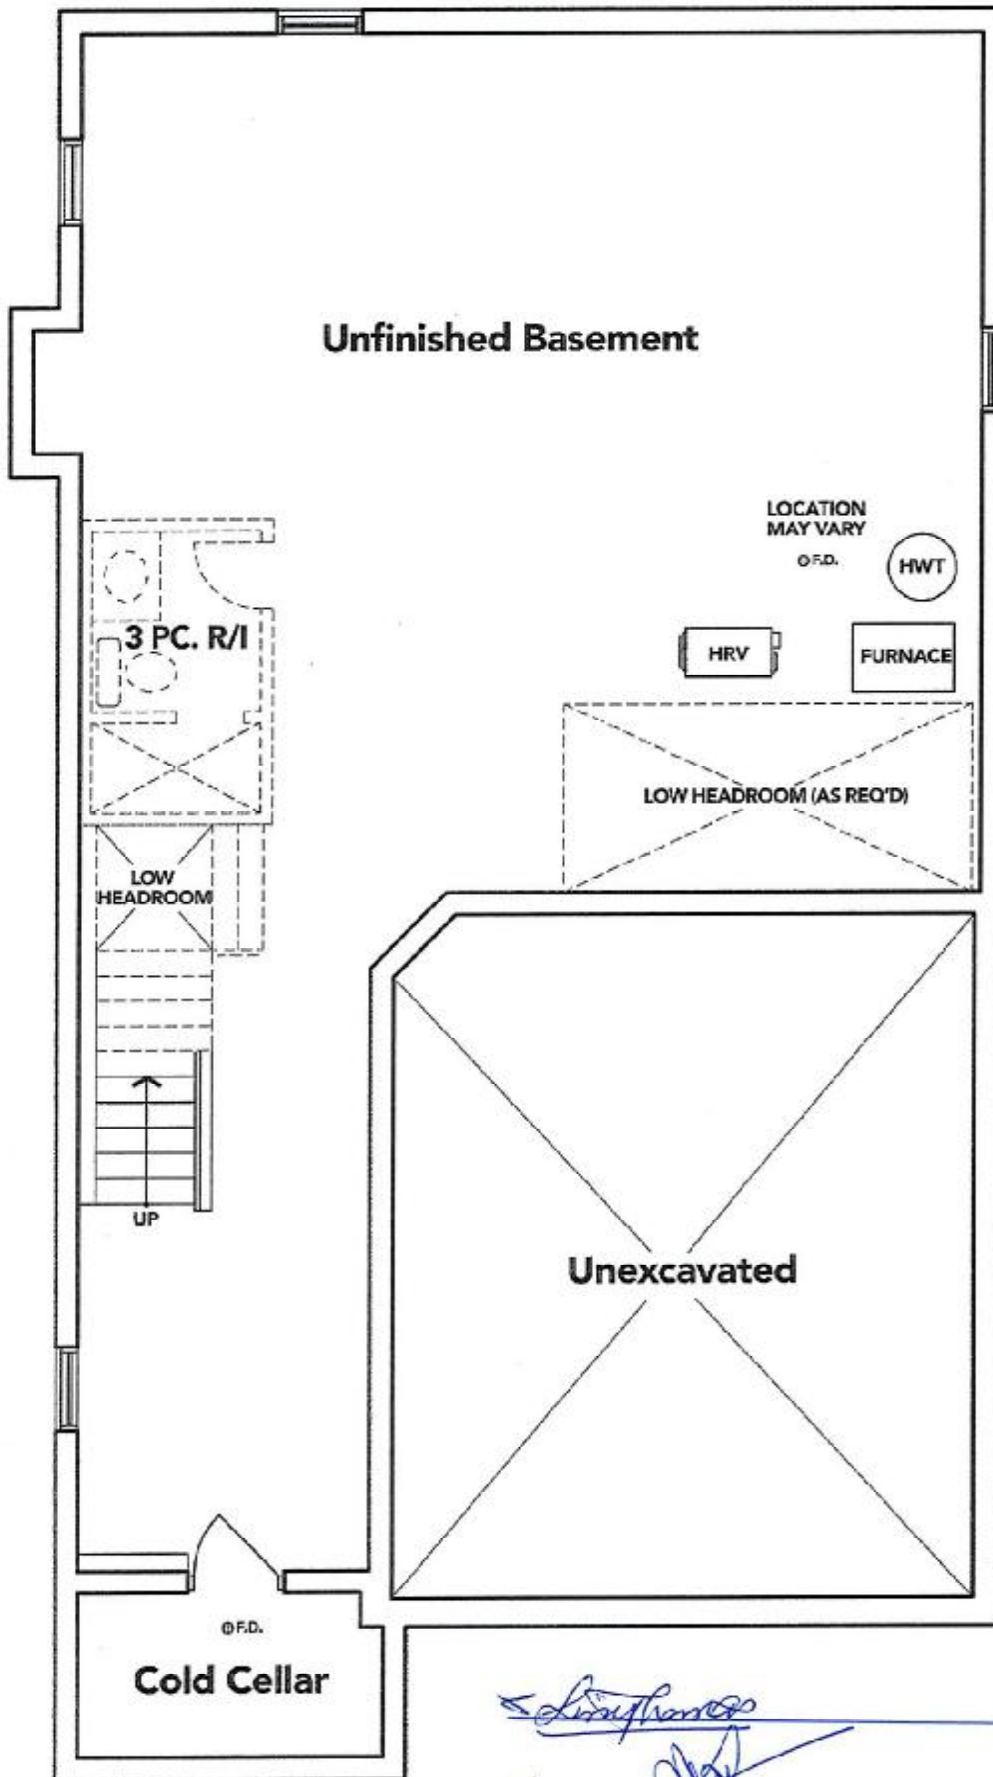 Unfinished Basement
LOCATION
MAY VARY
F.D.
HWT
3 PC. R/I
HRV
FURNACE
LOW HEADROOM (AS REQ'D)
LOW
HEADROOM
UP
Unexcavated
F.D.
Cold Cellar